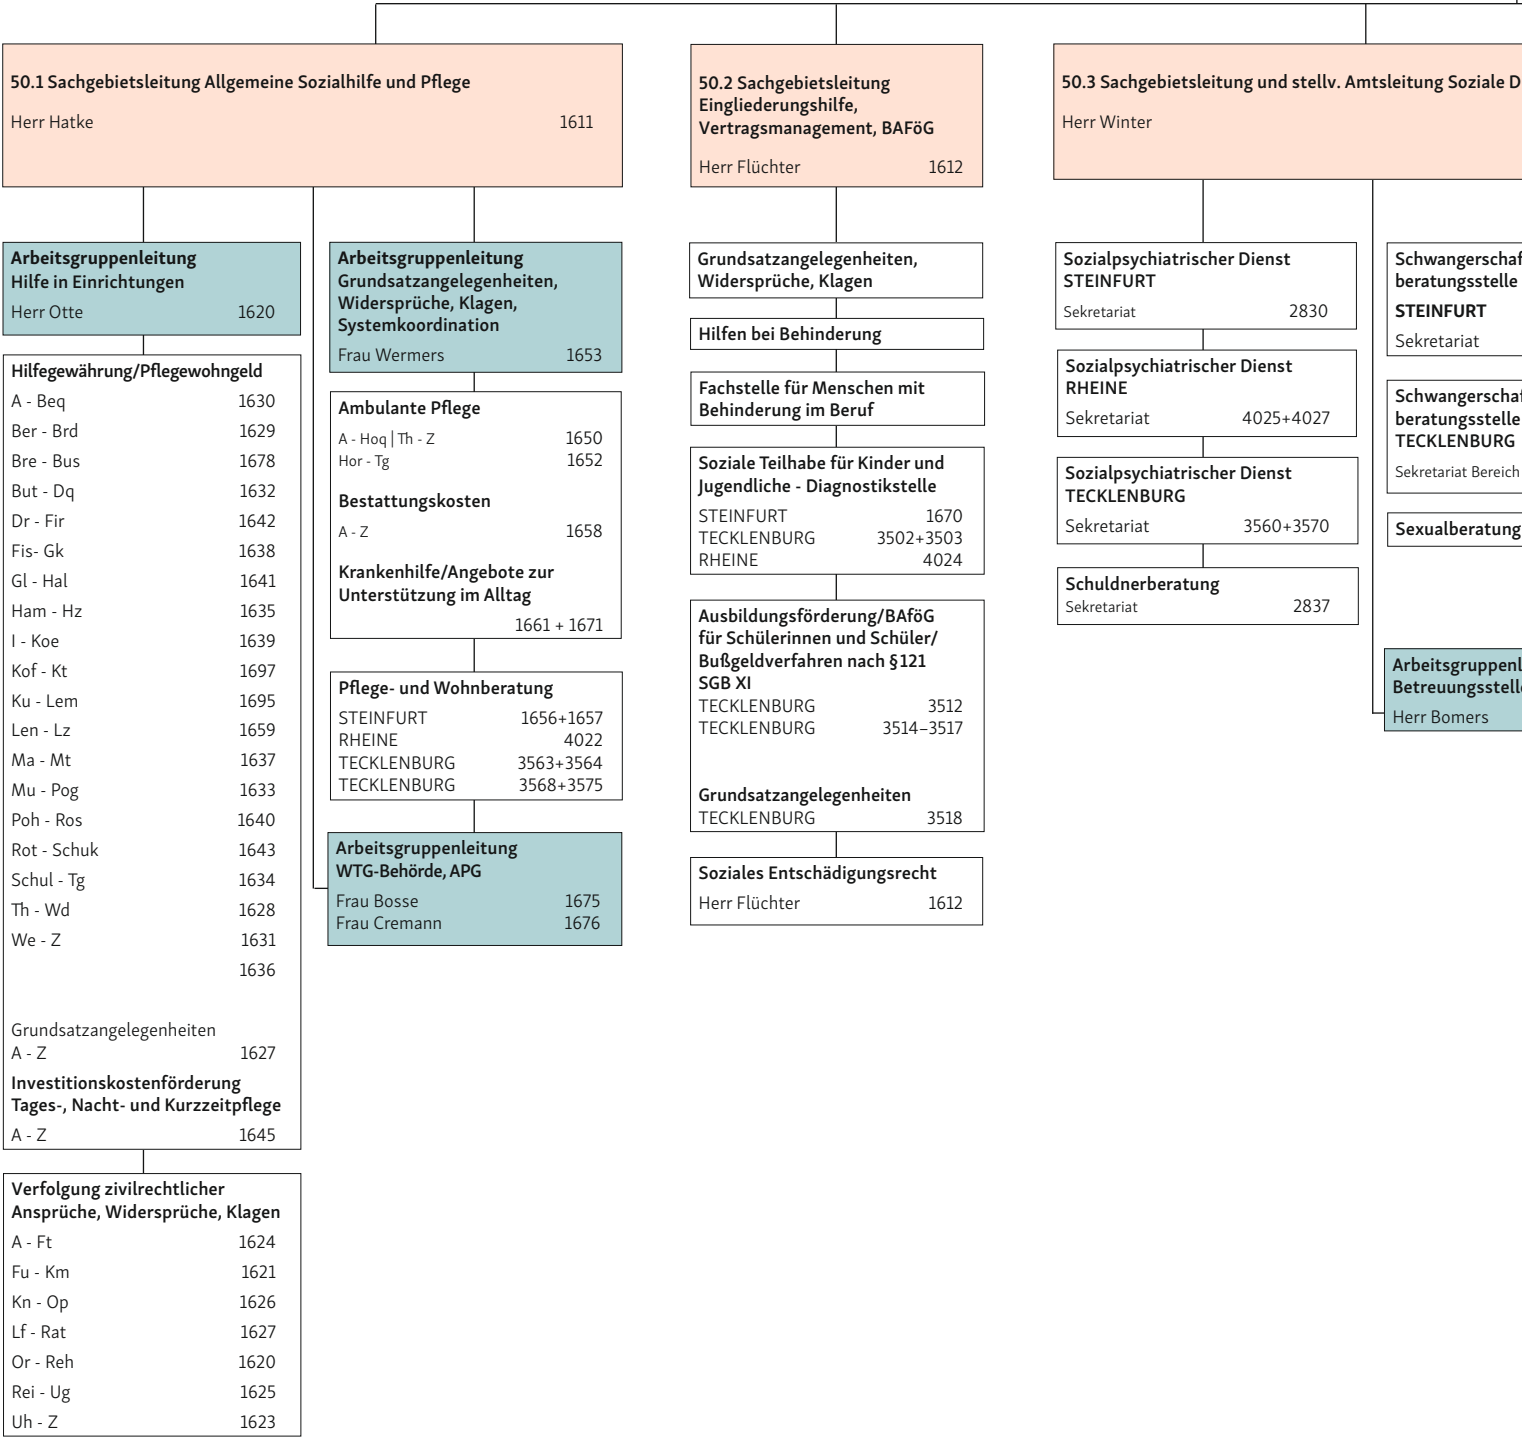 50.1 Sachgebietsleitung Allgemeine Sozialhilfe und Pflege
Herr Hatke 1611
Arbeitsgruppenleitung
Hilfe in Einrichtungen
Herr Otte 1620
Hilfegewährung/Pflegewohngeld
A - Beq 1630
Ber - Brd 1629
Bre - Bus 1678
But - Dq 1632
Dr - Fir 1642
Fis- Gk 1638
Gl - Hal 1641
Ham - Hz 1635
I - Koe 1639
Kof - Kt 1697
Ku - Lem 1695
Len - Lz 1659
Ma - Mt 1637
Mu - Pog 1633
Poh - Ros 1640
Rot - Schuk 1643
Schul - Tg 1634
Th - Wd 1628
We - Z 1631
1636
Grundsatzangelegenheiten
A - Z 1627
Investitionskostenförderung
Tages-, Nacht- und Kurzzeitpflege
A - Z 1645
Verfolgung zivilrechtlicher
Ansprüche, Widersprüche, Klagen
A - Ft 1624
Fu - Km 1621
Kn - Op 1626
Lf - Rat 1627
Or - Reh 1620
Rei - Ug 1625
Uh - Z 1623
Arbeitsgruppenleitung
Grundsatzangelegenheiten,
Widersprüche, Klagen,
Systemkoordination
Frau Wermers 1653
Ambulante Pflege
A - Hoq | Th - Z 1650
Hor - Tg 1652
Bestattungskosten
A - Z 1658
Krankenhilfe/Angebote zur
Unterstützung im Alltag
1661 + 1671
Pflege- und Wohnberatung
STEINFURT 1656+1657
RHEINE 4022
TECKLENBURG 3563+3564
TECKLENBURG 3568+3575
Arbeitsgruppenleitung
WTG-Behörde, APG
Frau Bosse 1675
Frau Cremann 1676
50.2 Sachgebietsleitung
Eingliederungshilfe,
Vertragsmanagement, BAFöG
Herr Flüchter 1612
Grundsatzangelegenheiten,
Widersprüche, Klagen
Hilfen bei Behinderung
Fachstelle für Menschen mit
Behinderung im Beruf
Soziale Teilhabe für Kinder und
Jugendliche - Diagnostikstelle
STEINFURT 1670
TECKLENBURG 3502+3503
RHEINE 4024
Ausbildungsförderung/BAföG
für Schülerinnen und Schüler/
Bußgeldverfahren nach §121
SGB XI
TECKLENBURG 3512
TECKLENBURG 3514–3517
Grundsatzangelegenheiten
TECKLENBURG 3518
Soziales Entschädigungsrecht
Herr Flüchter 1612
50.3 Sachgebietsleitung und stellv. Amtsleitung Soziale D
Herr Winter
Sozialpsychiatrischer Dienst
STEINFURT
Sekretariat 2830
Sozialpsychiatrischer Dienst
RHEINE
Sekretariat 4025+4027
Sozialpsychiatrischer Dienst
TECKLENBURG
Sekretariat 3560+3570
Schuldnerberatung
Sekretariat 2837
Schwangerschaf
beratungsstelle
STEINFURT
Sekretariat
Schwangerschaf
beratungsstelle
TECKLENBURG
Sekretariat Bereich
Sexualberatung
Arbeitsgruppenl
Betreuungsstell
Herr Bomers